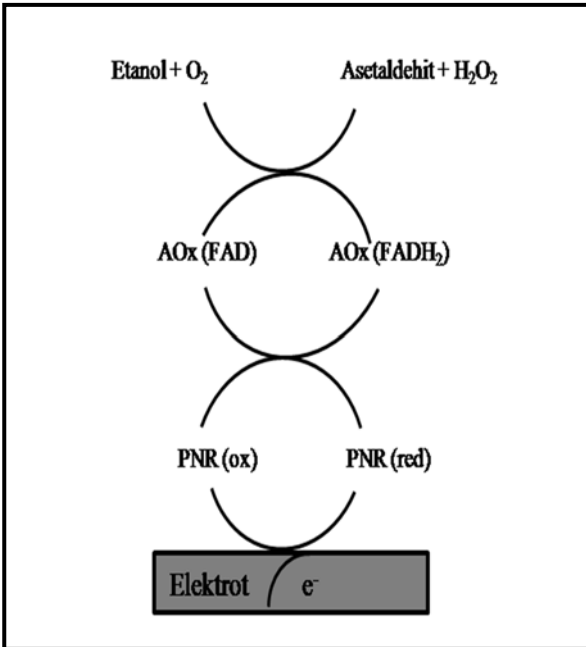 Etanol + O₂ Asetaldehit + H₂O₂
AOx (FAD) AOx (FADH₂)
PNR (ox) PNR (red)
Elektrot e⁻